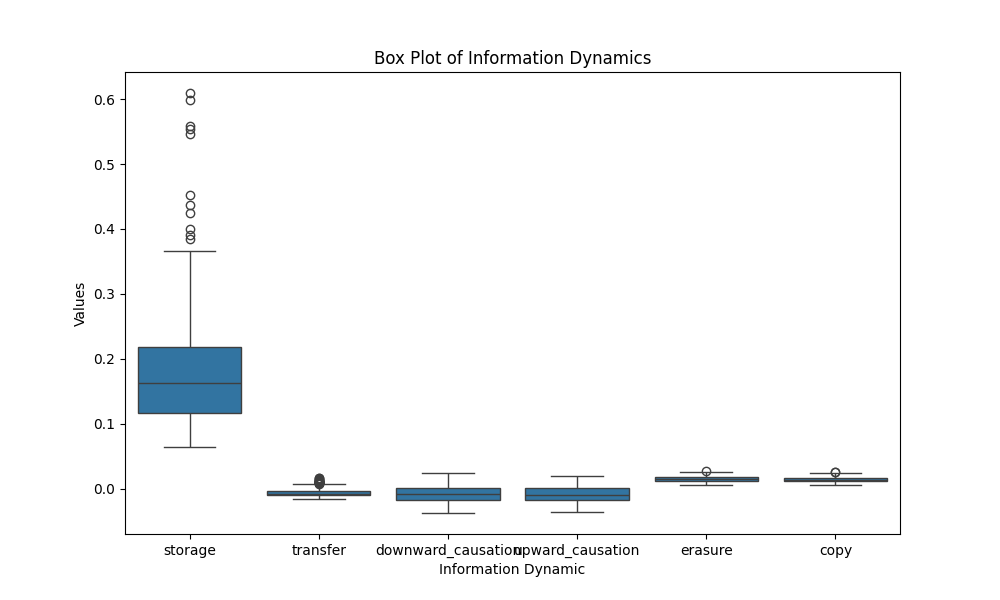 Box Plot of Information Dynamics
Values
0.6
0.5
0.4
0.3
0.2
0.1
0.0
storage transfer downward_causation upward_causation erasure copy
Information Dynamic